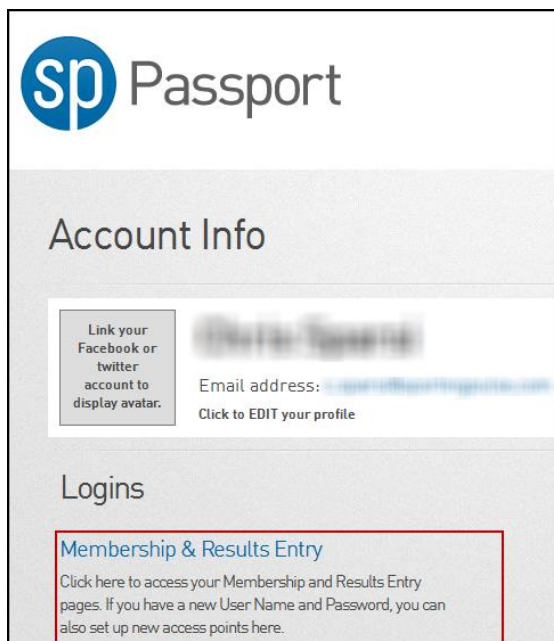 sp Passport
Account Info
Link your
Facebook or
twitter
account to
display avatar.
Email address:
Click to EDIT your profile
Logins
Membership & Results Entry
Click here to access your Membership and Results Entry
pages. If you have a new User Name and Password, you can
also set up new access points here.